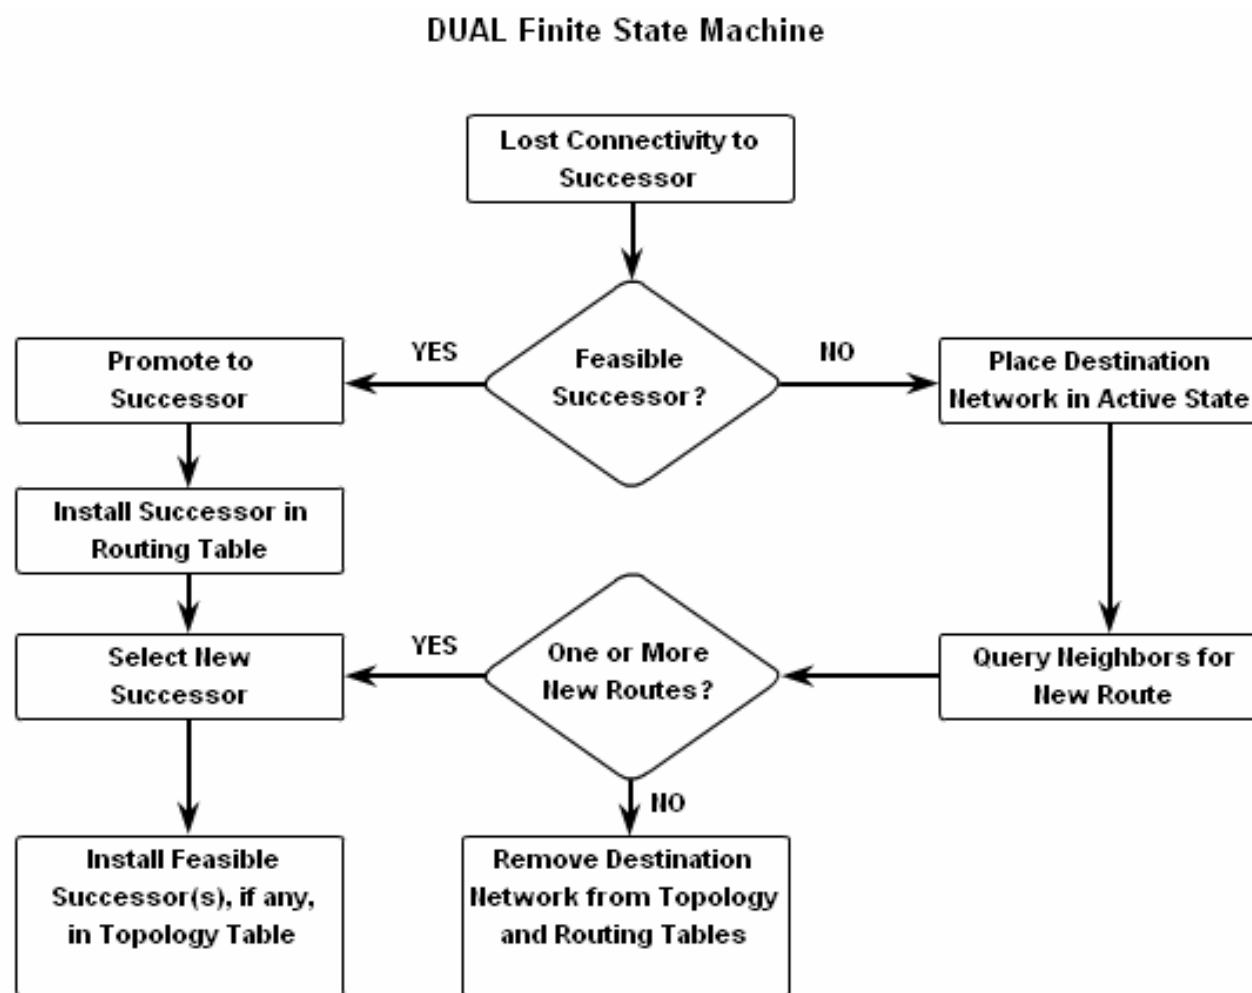 DUAL Finite State Machine
Lost Connectivity to
Successor
YES
Feasible
Successor?
NO
Promote to
Successor
Place Destination
Network in Active State
Install Successor in
Routing Table
YES
One or More
New Routes?
Select New
Successor
Query Neighbors for
New Route
NO
Install Feasible
Successor(s), if any,
in Topology Table
Remove Destination
Network from Topology
and Routing Tables